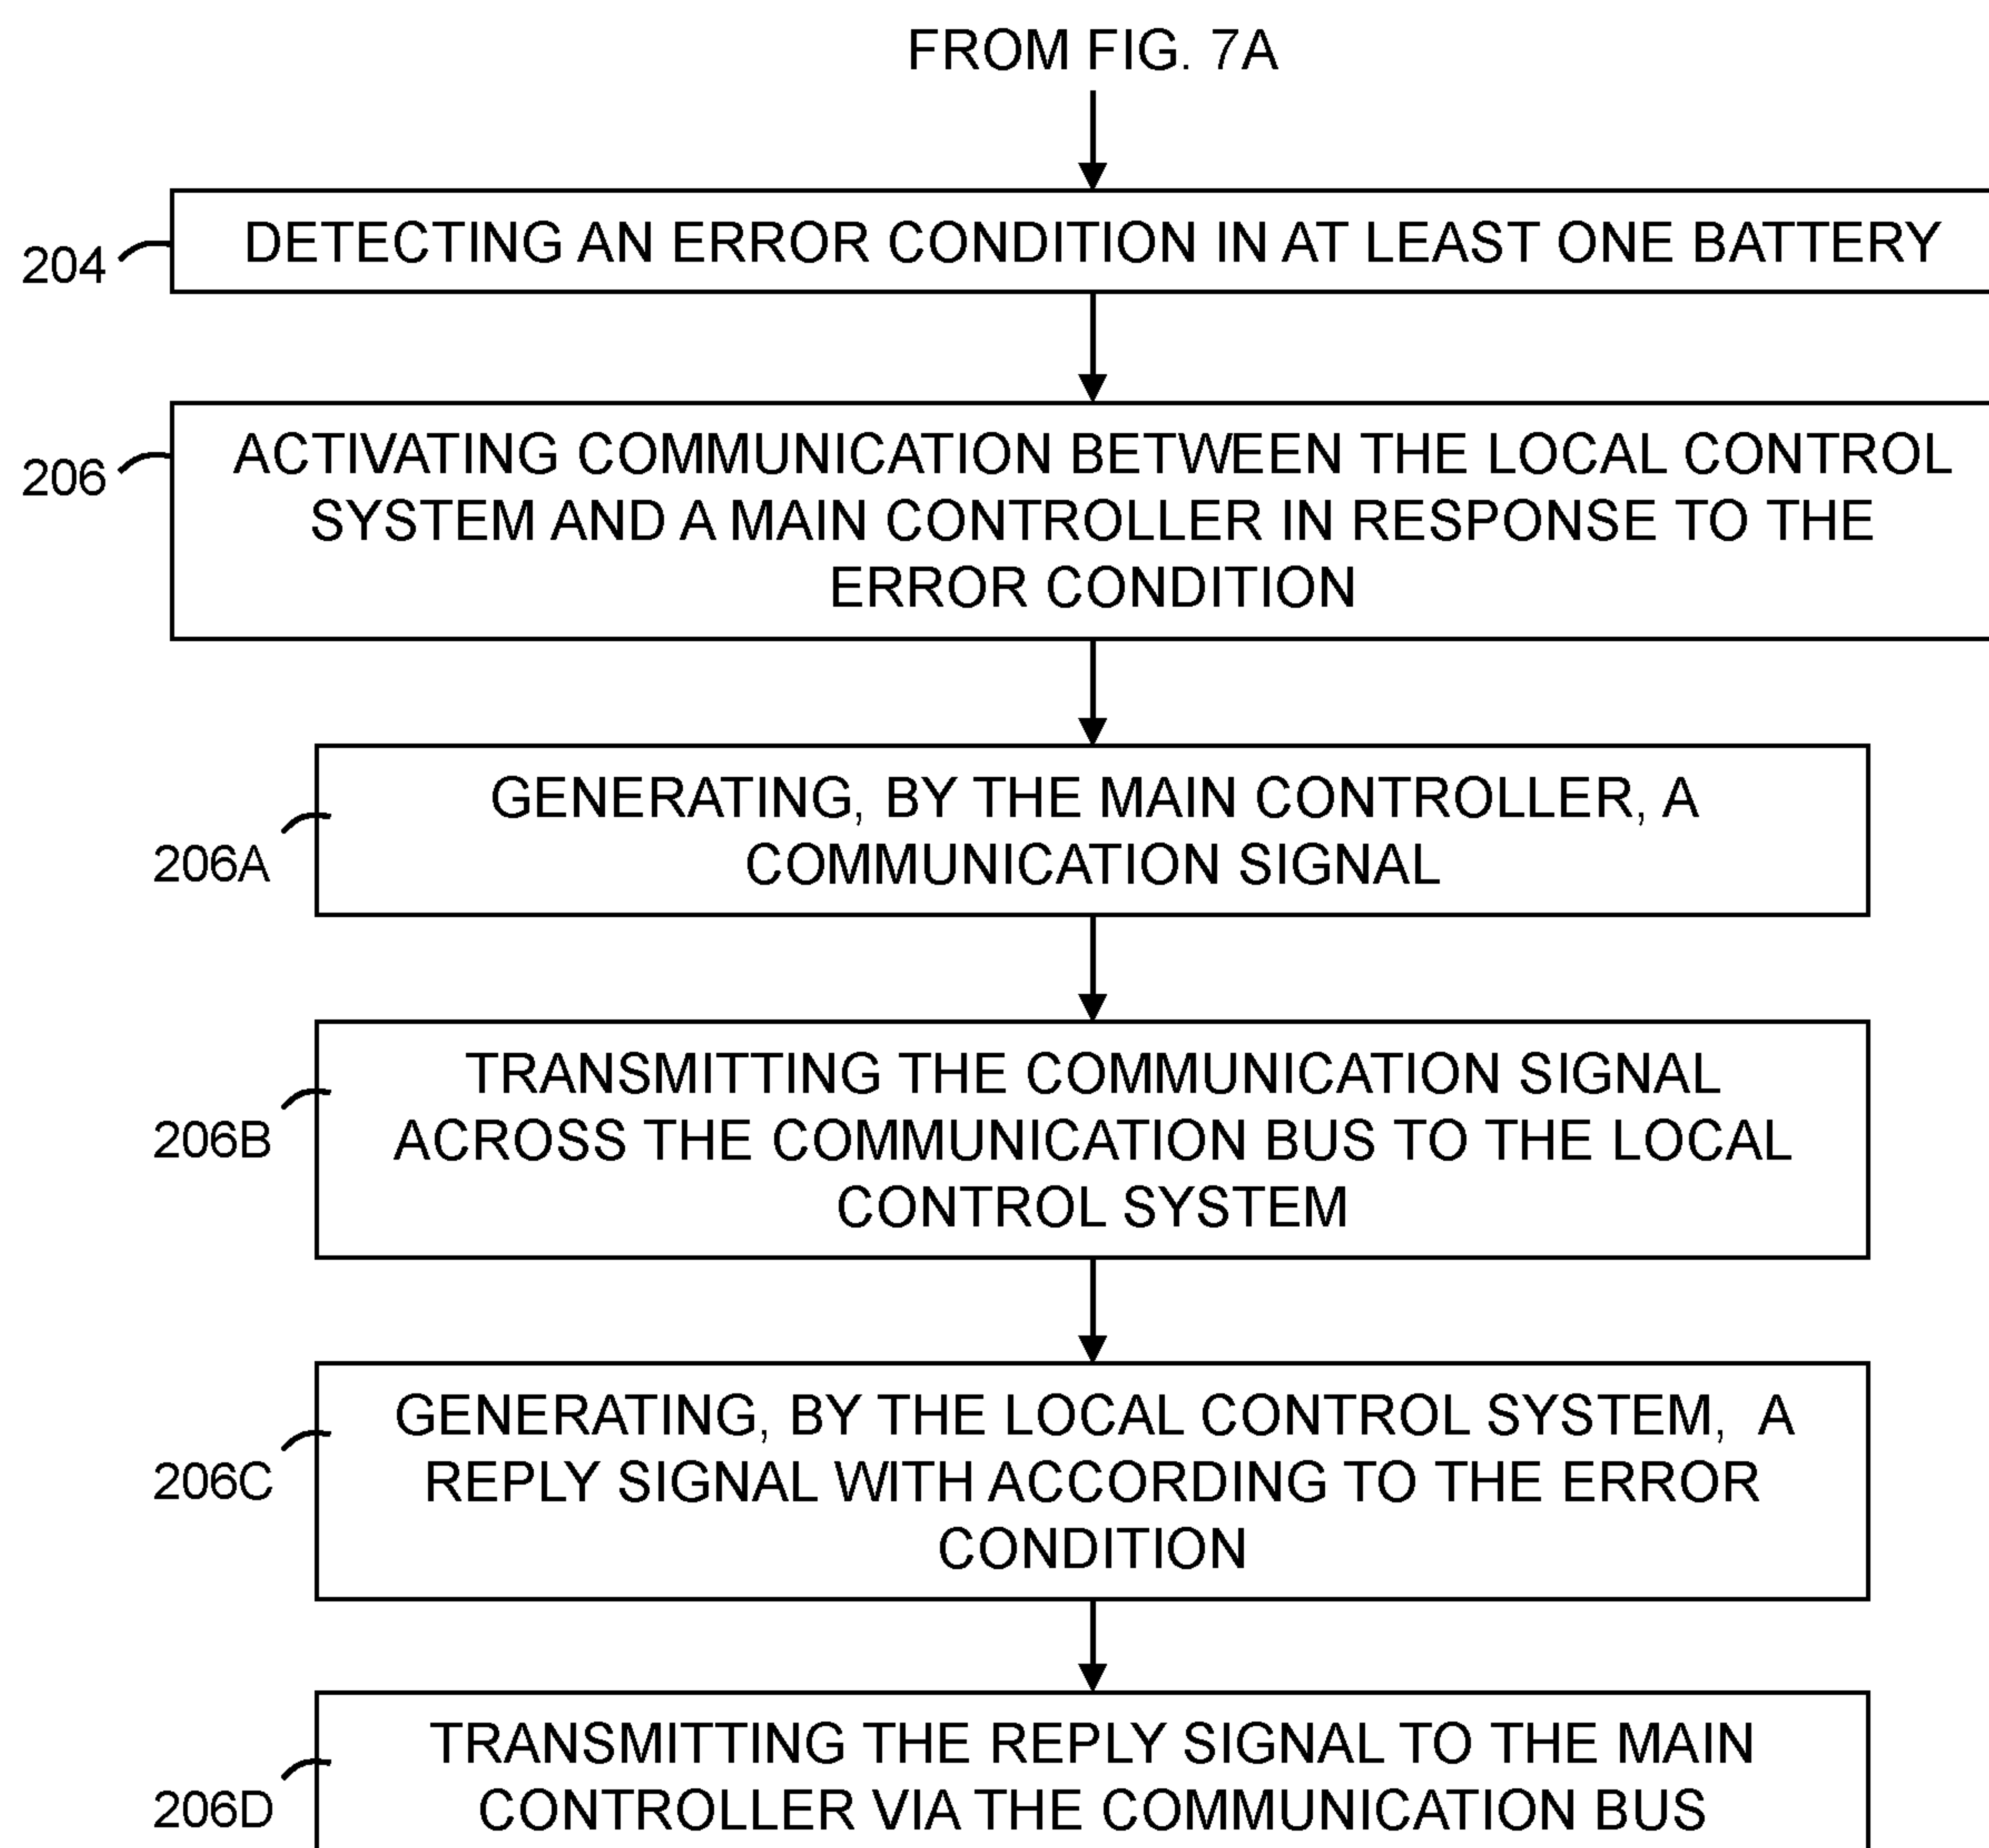 FROM FIG. 7A
204
DETECTING AN ERROR CONDITION IN AT LEAST ONE BATTERY
206
ACTIVATING COMMUNICATION BETWEEN THE LOCAL CONTROL
SYSTEM AND A MAIN CONTROLLER IN RESPONSE TO THE
ERROR CONDITION
206A
GENERATING, BY THE MAIN CONTROLLER, A
COMMUNICATION SIGNAL
206B
TRANSMITTING THE COMMUNICATION SIGNAL
ACROSS THE COMMUNICATION BUS TO THE LOCAL
CONTROL SYSTEM
206C
GENERATING, BY THE LOCAL CONTROL SYSTEM, A
REPLY SIGNAL WITH ACCORDING TO THE ERROR
CONDITION
206D
TRANSMITTING THE REPLY SIGNAL TO THE MAIN
CONTROLLER VIA THE COMMUNICATION BUS